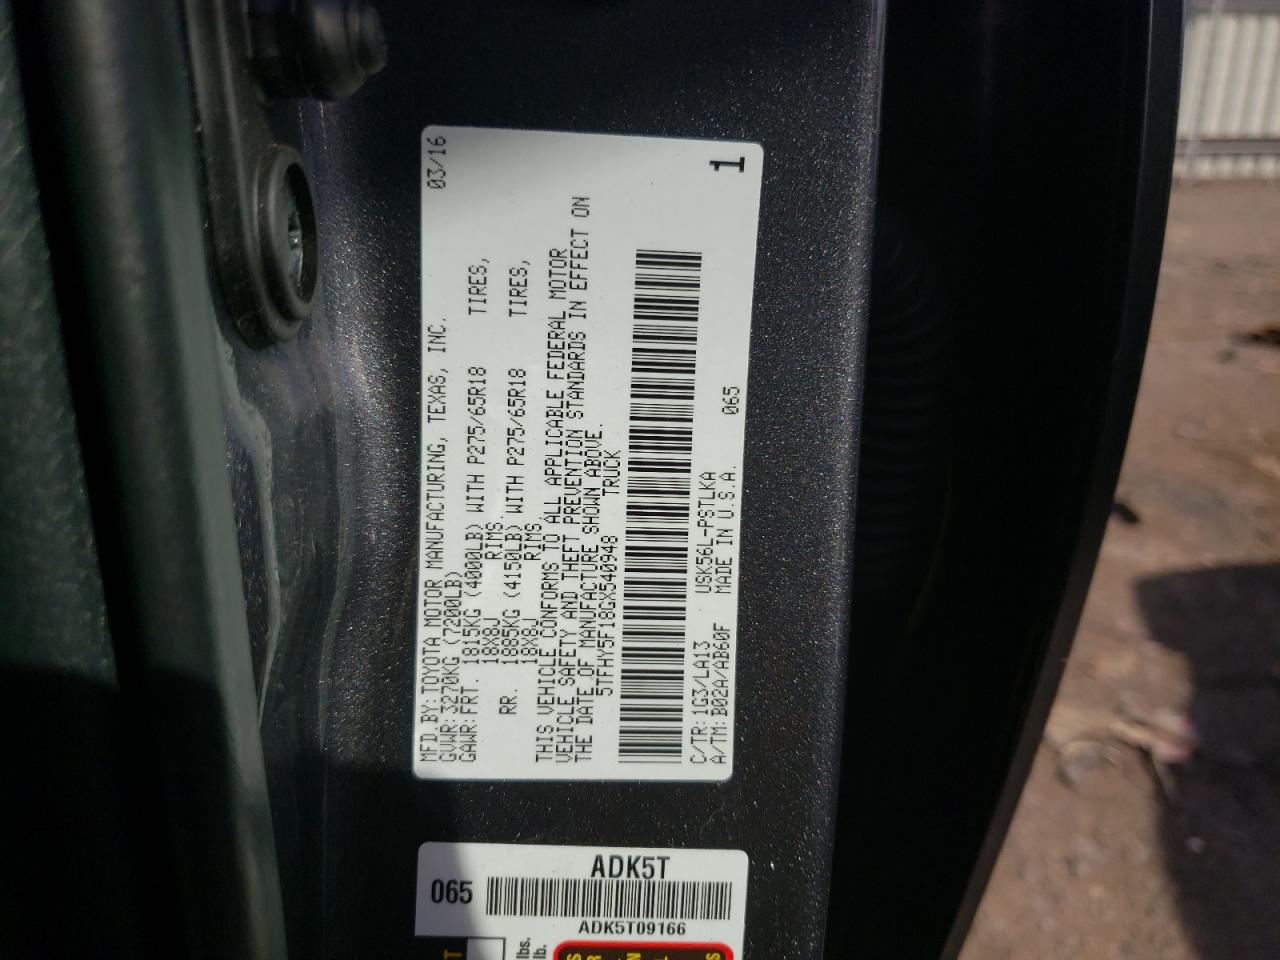 03/16
MFD. BY: TOYOTA MOTOR MANUFACTURING, TEXAS, INC.
GVWR: 3270KG (7200LB)
GAWR: FRT. 1815KG (4000LB) WITH P275/65R18 TIRES,
18X8J RIMS.
RR. 1885KG (4150LB) WITH P275/65R18 TIRES,
18X8J RIMS.
THIS VEHICLE CONFORMS TO ALL APPLICABLE FEDERAL MOTOR
VEHICLE SAFETY AND THEFT PREVENTION STANDARDS IN EFFECT ON
THE DATE OF MANUFACTURE SHOWN ABOVE.
5TFHY5F18GX540948 TRUCK
C/TR: 1G3/LA13 USK56L-PSTLKA 065
A/TM: B02A/AB60F MADE IN U.S.A.
1
ADK5T
065
ADK5T09166
lbs.
lb.